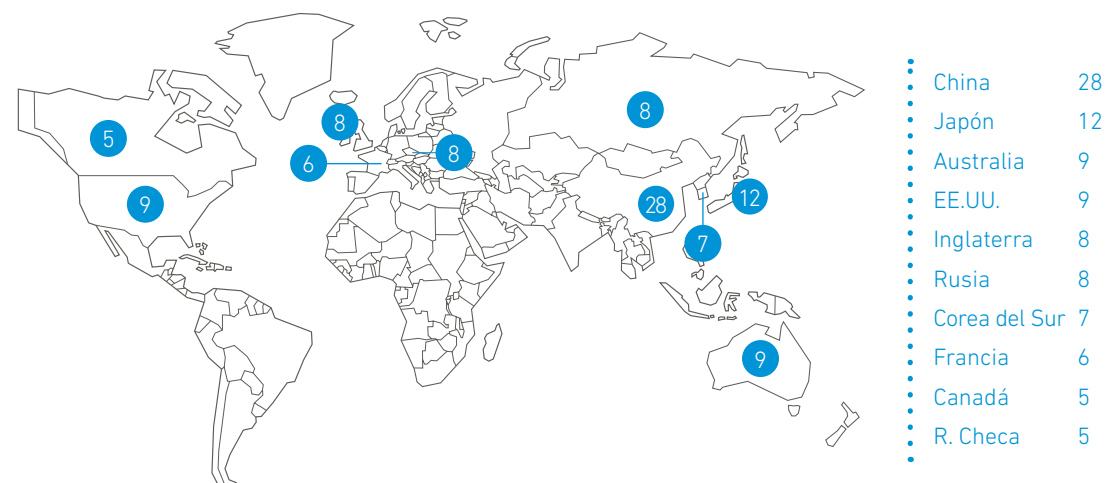 5
9
8
6
8
8
28
12
7
9
China 28
Japón 12
Australia 9
EE.UU. 9
Inglaterra 8
Rusia 8
Corea del Sur 7
Francia 6
Canadá 5
R. Checa 5